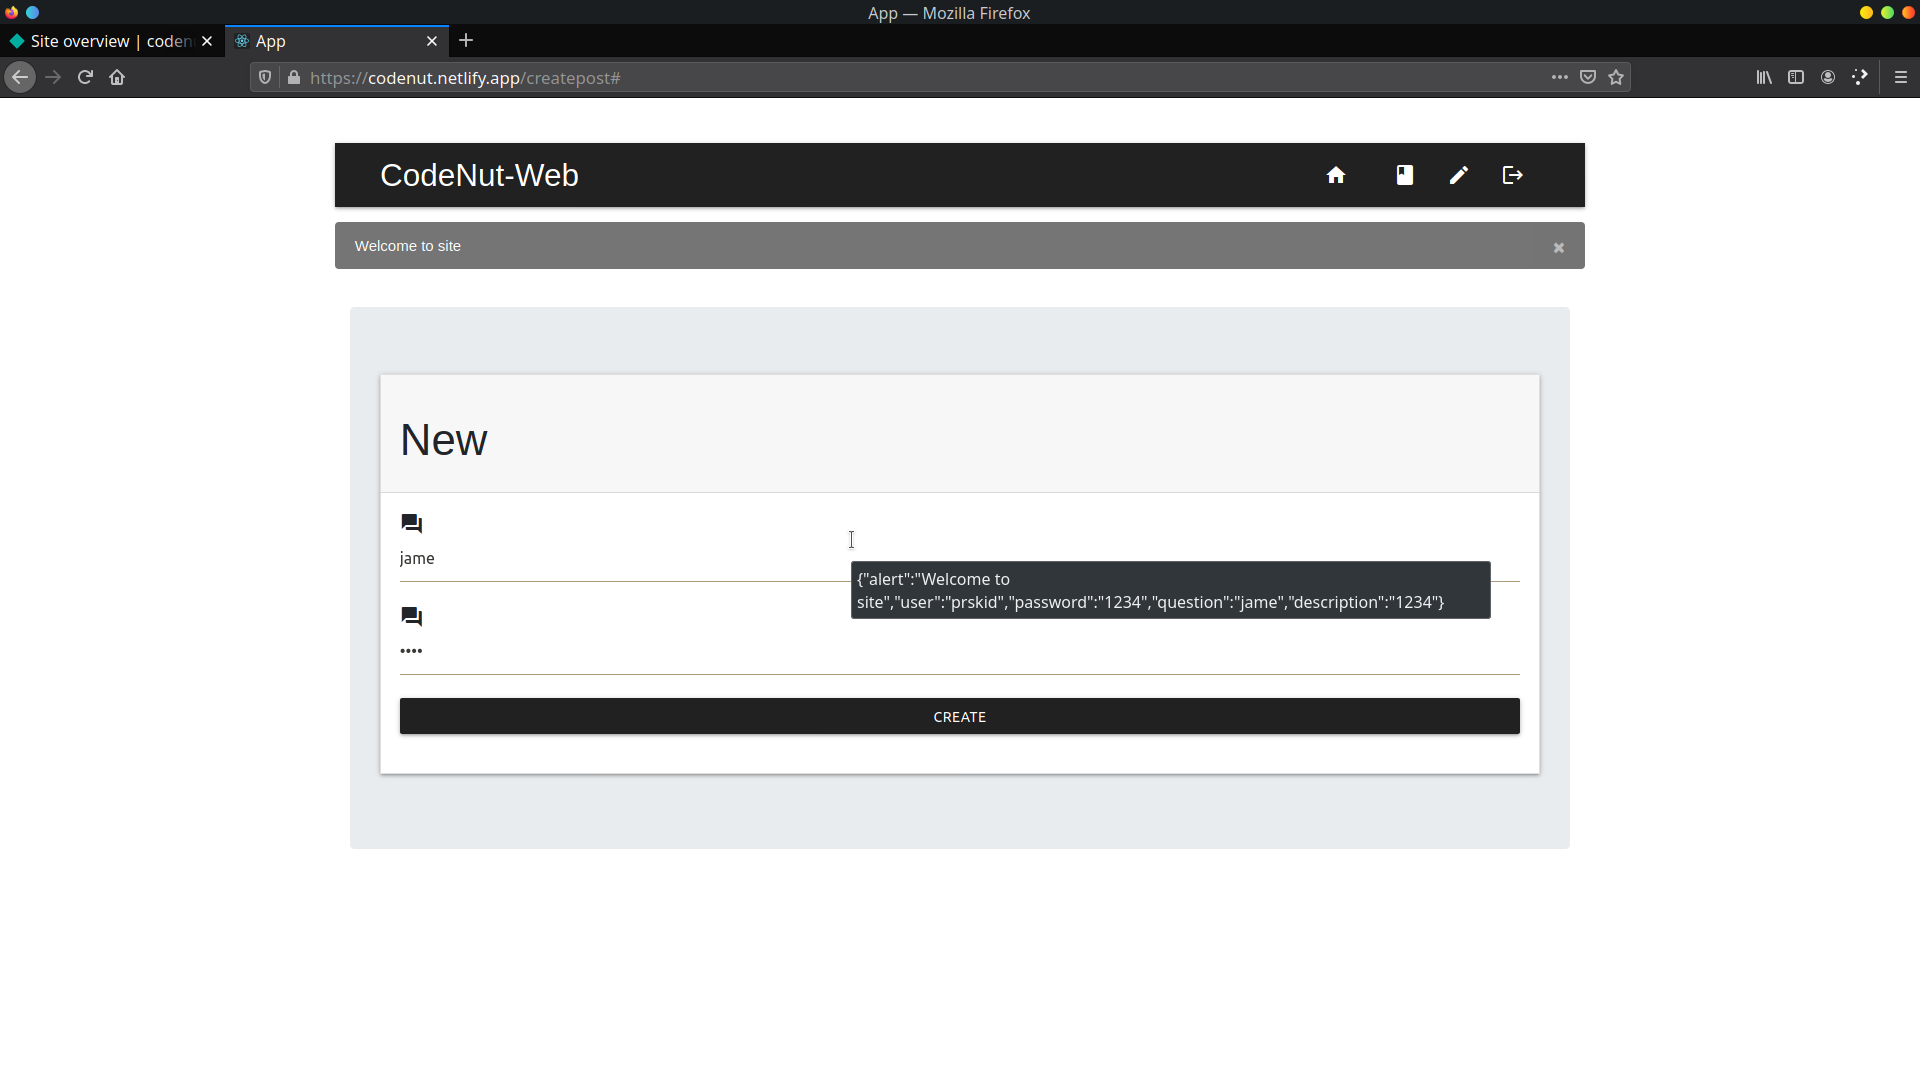 App — Mozilla Firefox
Site overview | coden
App
https://codenut.netlify.app/createpost#
CodeNut-Web
Welcome to site
New
jame
{"alert":"Welcome to
site","user":"prskid","password":"1234","question":"jame","description":"1234"}
••••
CREATE